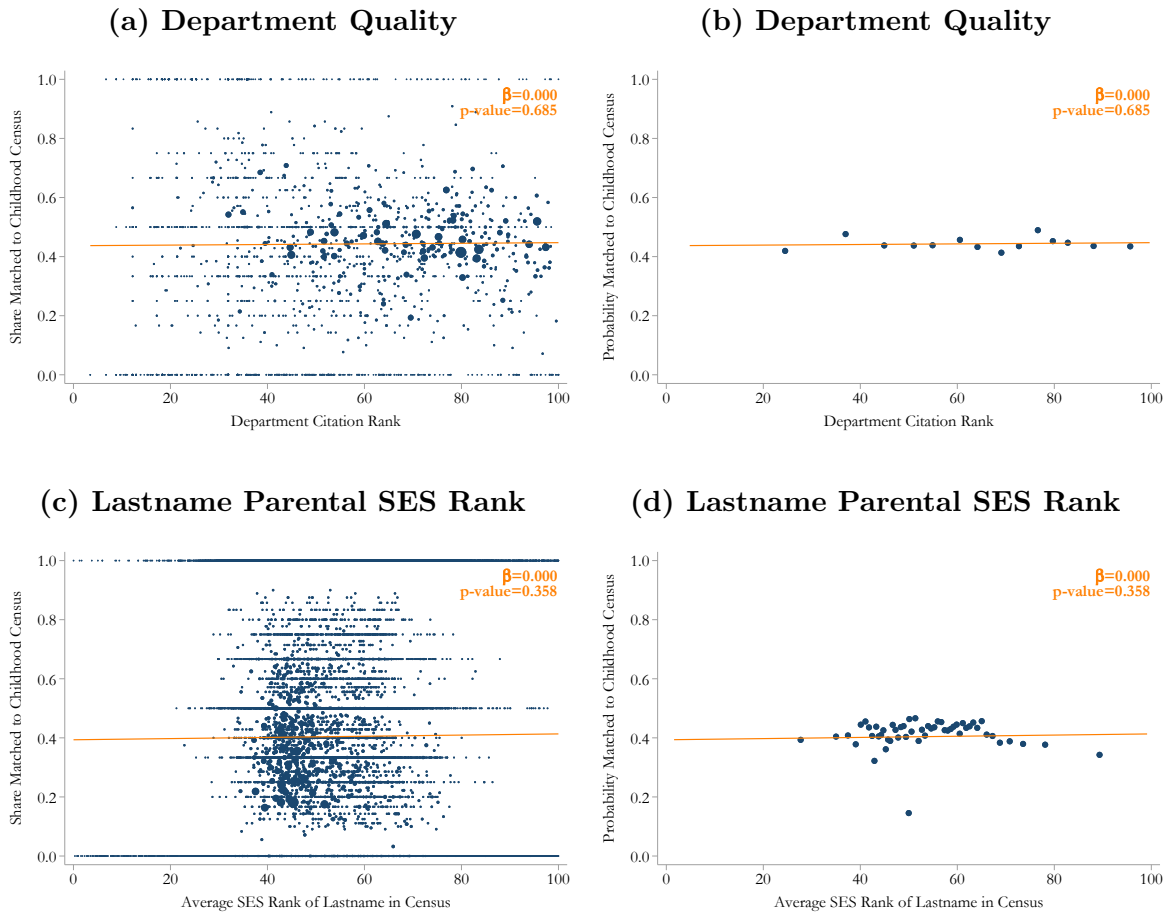 (a) Department Quality
β=0.000
p-value=0.685
Share Matched to Childhood Census
1.0
0.8
0.6
0.4
0.2
0.0
0 20 40 60 80 100
Department Citation Rank
(b) Department Quality
β=0.000
p-value=0.685
Probability Matched to Childhood Census
1.0
0.8
0.6
0.4
0.2
0.0
0 20 40 60 80 100
Department Citation Rank
(c) Lastname Parental SES Rank
β=0.000
p-value=0.358
Share Matched to Childhood Census
1.0
0.8
0.6
0.4
0.2
0.0
0 20 40 60 80 100
Average SES Rank of Lastname in Census
(d) Lastname Parental SES Rank
β=0.000
p-value=0.358
Probability Matched to Childhood Census
1.0
0.8
0.6
0.4
0.2
0.0
0 20 40 60 80 100
Average SES Rank of Lastname in Census